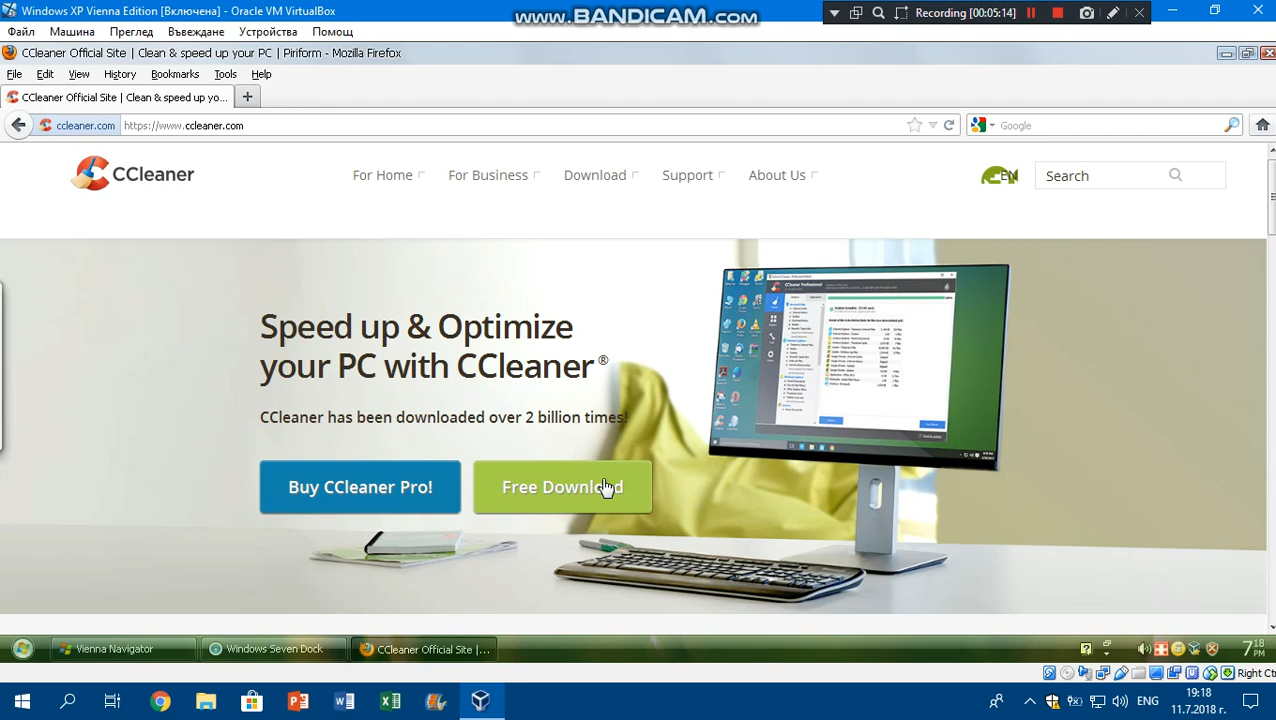 Windows XP Vienna Edition [Включена] - Oracle VM VirtualBox
www.BANDICAM.com
Recording [00:05:14]
Файл Машина Преглед Въвеждане Устройства Помощ
CCleaner Official Site | Clean & speed up your PC | Piriform - Mozilla Firefox
File Edit View History Bookmarks Tools Help
CCleaner Official Site | Clean & speed up yo...
ccleaner.com https://www.ccleaner.com Google
CCleaner For Home For Business Download Support About Us EN Search
Speed up & Optimize
your PC with CCleaner®
CCleaner has been downloaded over 2 billion times!
Buy CCleaner Pro! Free Download
Vienna Navigator Windows Seven Dock CCleaner Official Site |... 7 18 PM
Right Ctrl
ENG 19:18
11.7.2018 г.